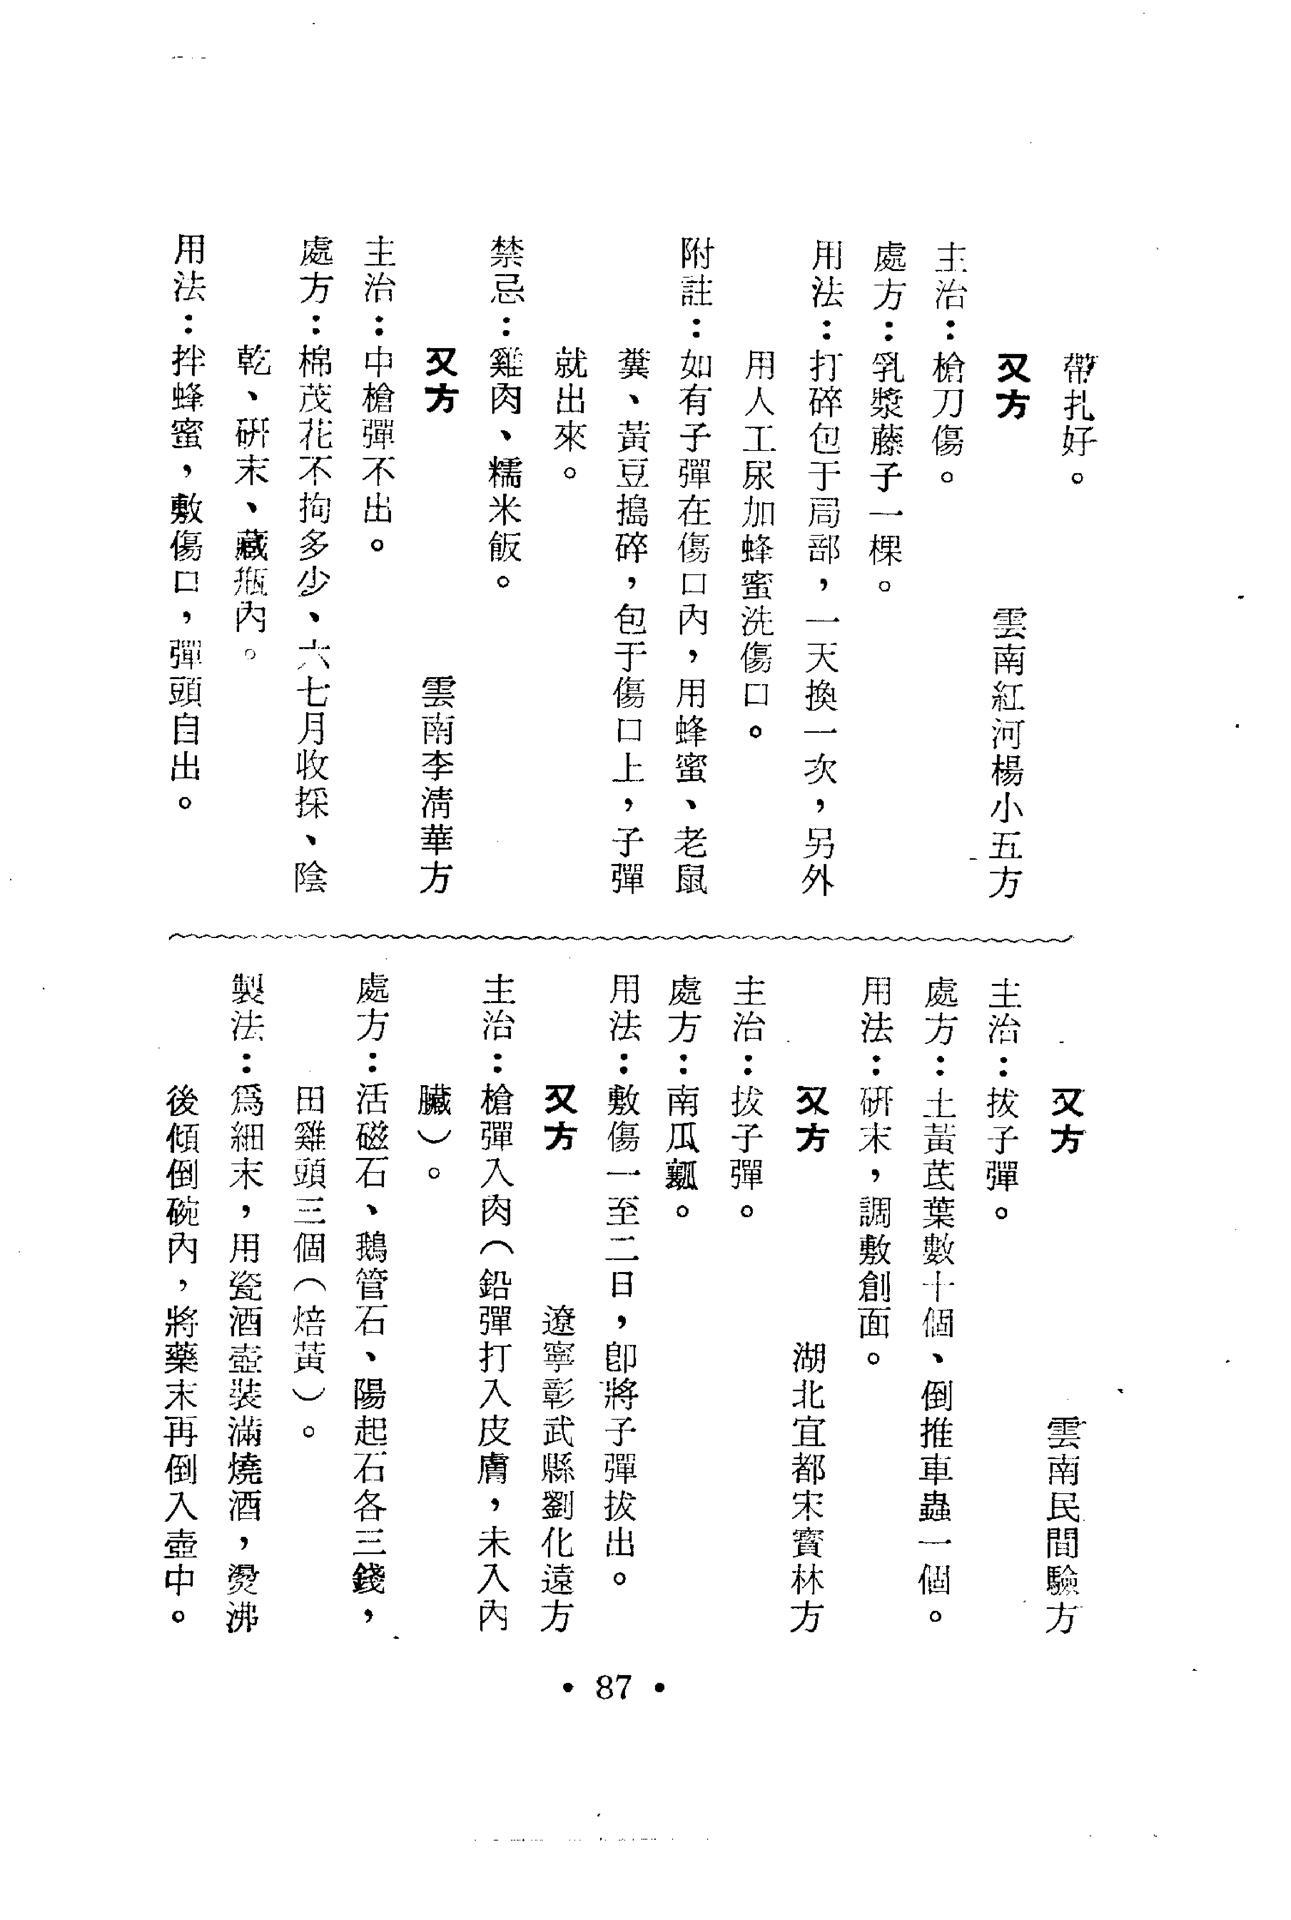 帶扎好。
又方　雲南紅河楊小五方
主治：槍刀傷。
處方：乳漿藤子一棵。
用法：打碎包于局部，一天換一次，另外
用人工尿加蜂蜜洗傷口。
附註：如有子彈在傷口內，用蜂蜜、老鼠
糞、黃豆搗碎，包于傷口上，子彈
就出來。
禁忌：雞肉、糯米飯。
又方　雲南李淸華方
主治：中槍彈不出。
處方：棉茂花不拘多少、六七月收採、陰
乾、研末、藏瓶內。
用法：拌蜂蜜，敷傷口，彈頭自出。
又方　雲南民間驗方
主治：拔子彈。
處方：土黃芪葉數十個、倒推車蟲一個。
用法：研末，調敷創面。
又方　湖北宜都宋寳林方
主治：拔子彈。
處方：南瓜瓤。
用法：敷傷一至二日，卽將子彈拔出。
又方　遼寧彰武縣劉化遠方
主治：槍彈入肉（鉛彈打入皮膚，未入內
臟）。
處方：活磁石、鵝管石、陽起石各三錢，
田雞頭三個（焙黃）。
製法：爲細末，用瓷酒壺裝滿燒酒，燙沸
後傾倒碗內，將藥末再倒入壺中。
• 87 •